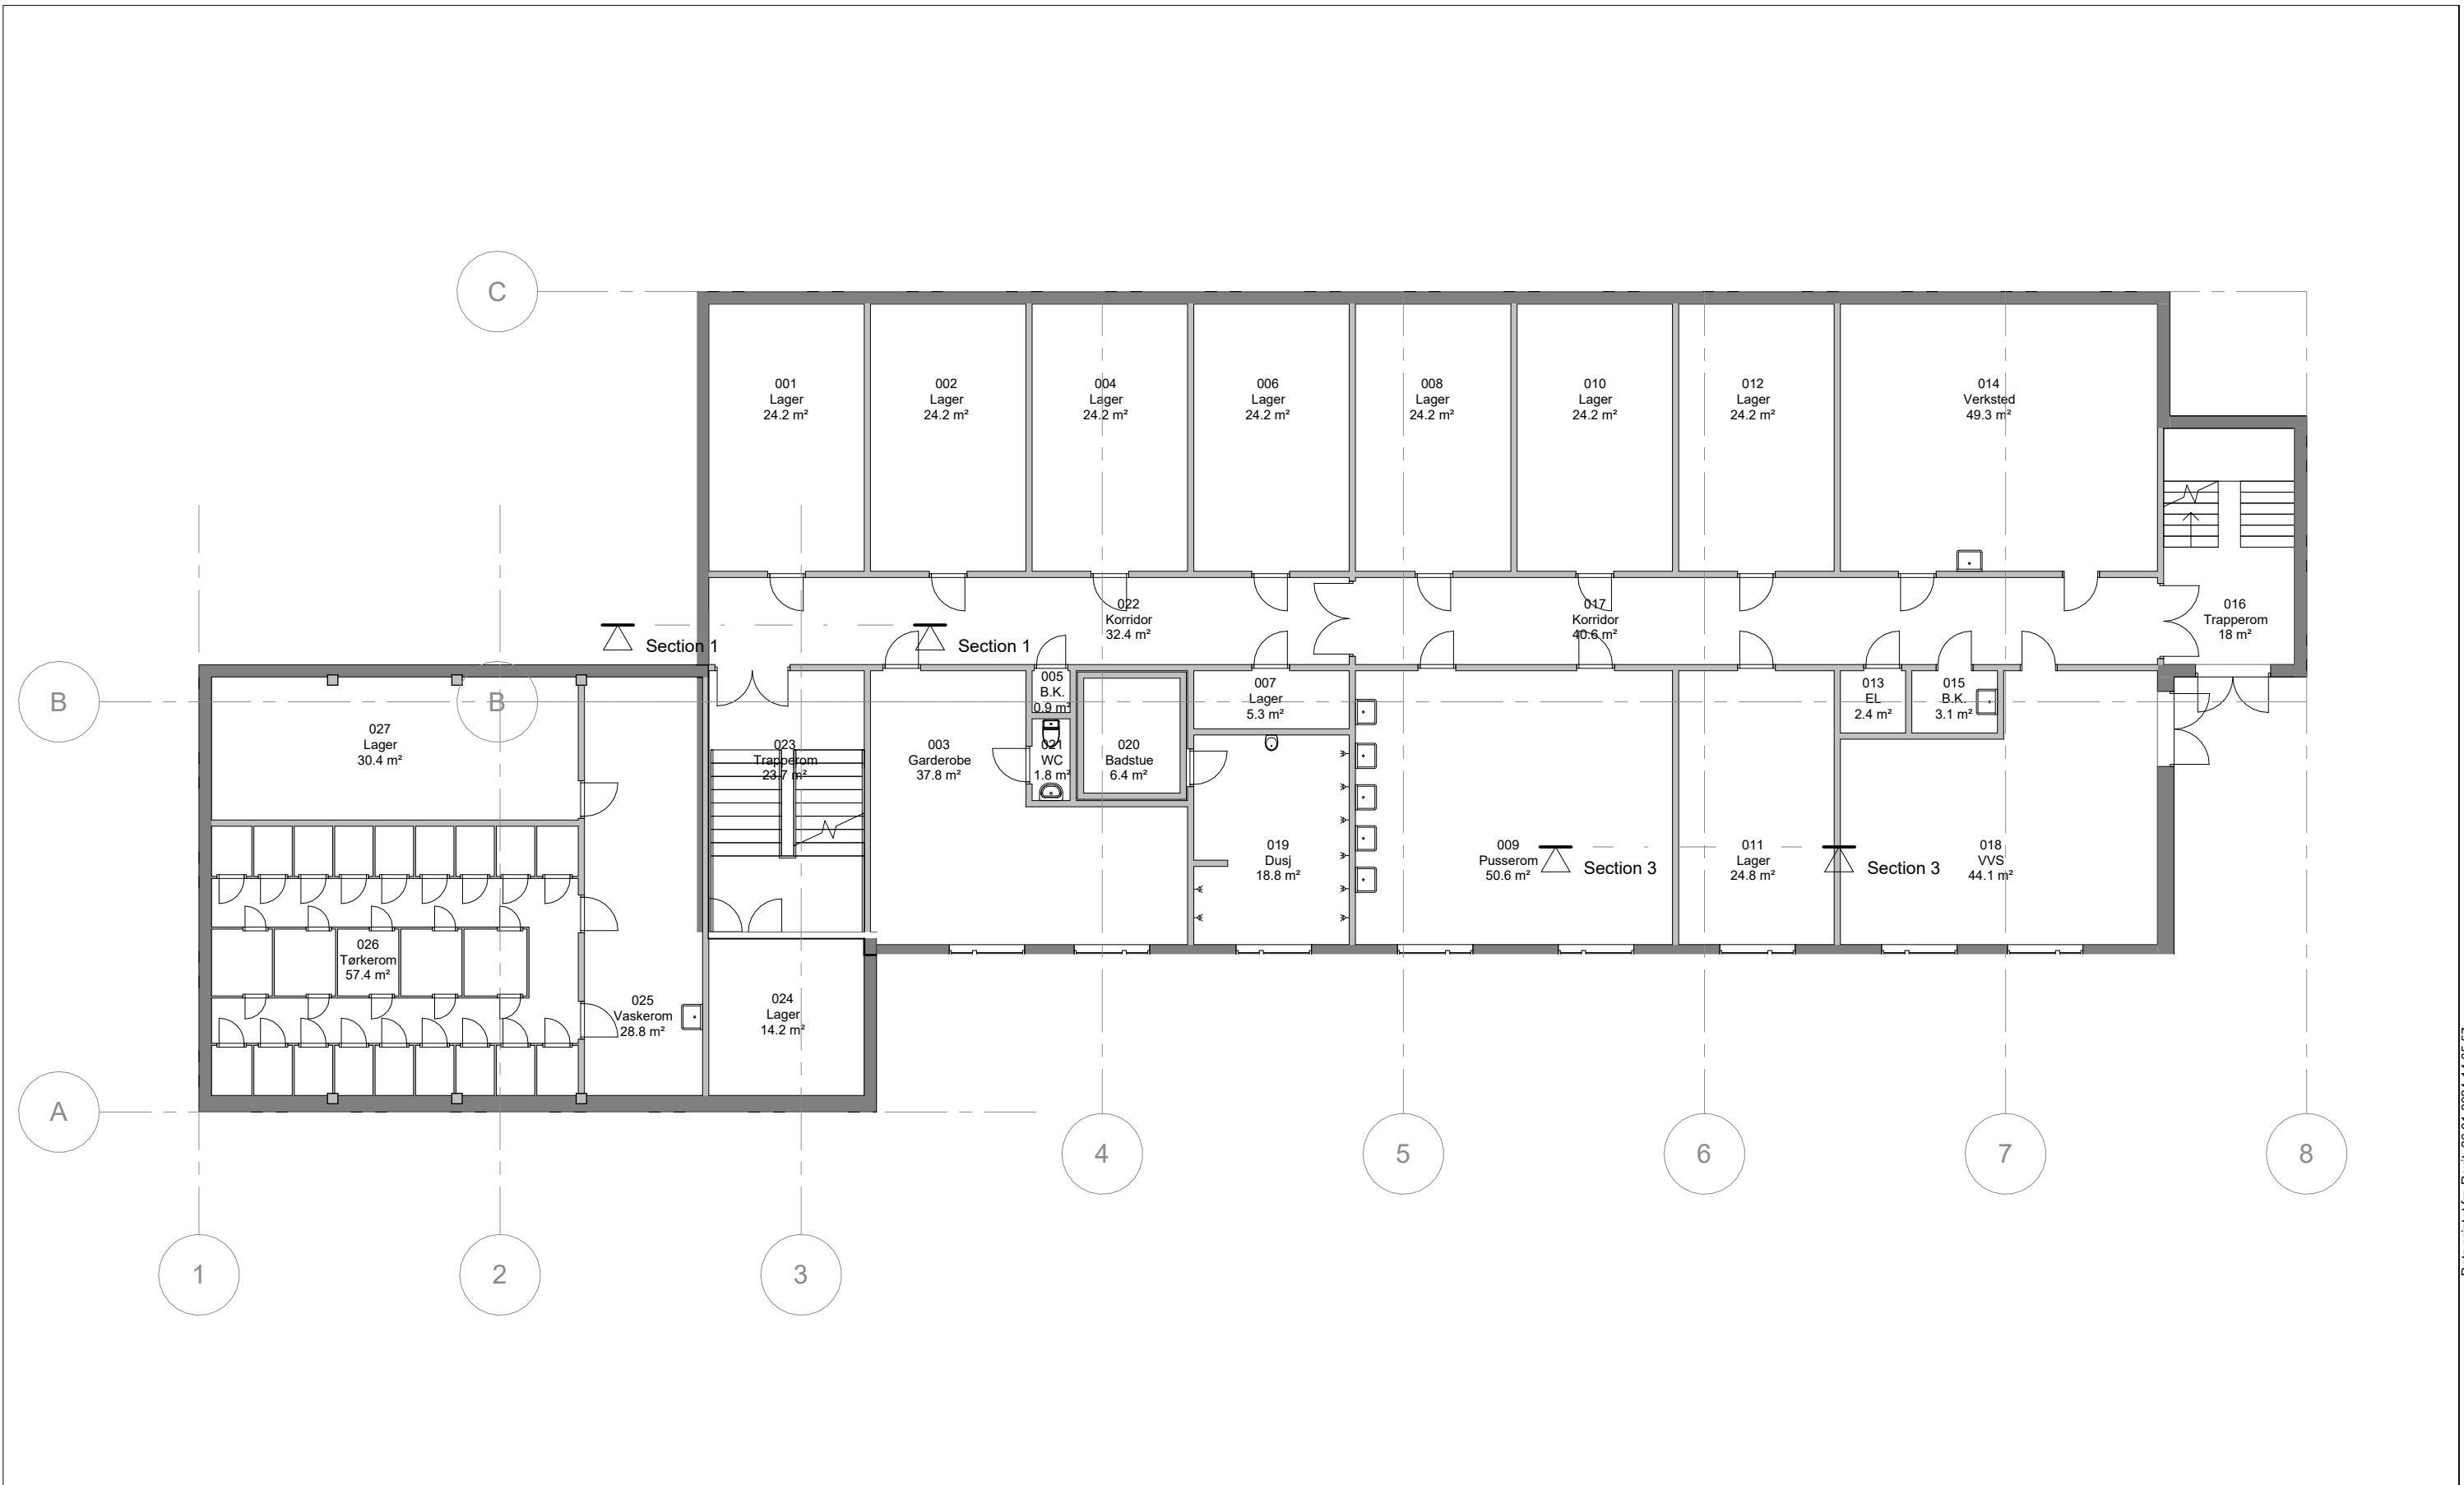 C
001
Lager
24.2 m²
002
Lager
24.2 m²
004
Lager
24.2 m²
006
Lager
24.2 m²
008
Lager
24.2 m²
010
Lager
24.2 m²
012
Lager
24.2 m²
014
Verksted
49.3 m²
022
Korridor
32.4 m²
017
Korridor
40.6 m²
016
Trapperom
18 m²
Section 1
Section 1
B
B
027
Lager
30.4 m²
023
Trapperom
23.7 m²
003
Garderobe
37.8 m²
005
B.K.
0.9 m²
021
WC
1.8 m²
020
Badstue
6.4 m²
007
Lager
5.3 m²
013
EL
2.4 m²
015
B.K.
3.1 m²
019
Dusj
18.8 m²
009
Pusserom
50.6 m²
Section 3
011
Lager
24.8 m²
Section 3
018
VVS
44.1 m²
026
Tørkerom
57.4 m²
025
Vaskerom
28.8 m²
024
Lager
14.2 m²
A
4
5
6
7
8
1
2
3